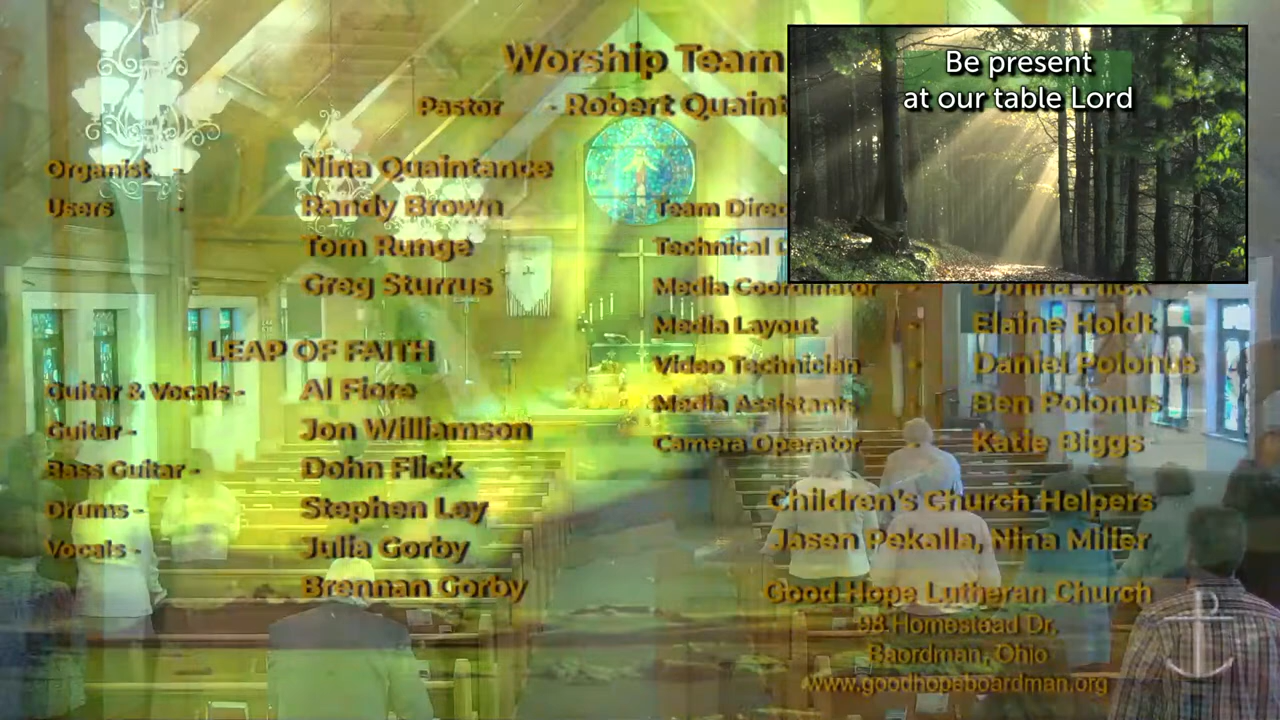 Worship Team
Pastor - Robert Quaint
Organist - Nina Quaintance
Users - Randy Brown
Tom Runge
Greg Sturrus
LEAP OF FAITH
Guitar & Vocals - Al Fiore
Guitar - Jon Williamson
Bass Guitar - Dohn Flick
Drums - Stephen Ley
Vocals - Julia Gorby
Brennan Gorby
Be present
at our table Lord
Team Direc
Technical
Media Coordinator - Donna Flick
Media Layout - Elaine Holdt
Video Technician - Daniel Polonus
Media Assistant Ben Polonus
Camera Operator Katie Biggs
Children's Church Helpers
Jasen Pekalla, Nina Miller
Good Hope Lutheran Church
98 Homestead Dr.
Baordman, Ohio
www.goodhopeboardman.org